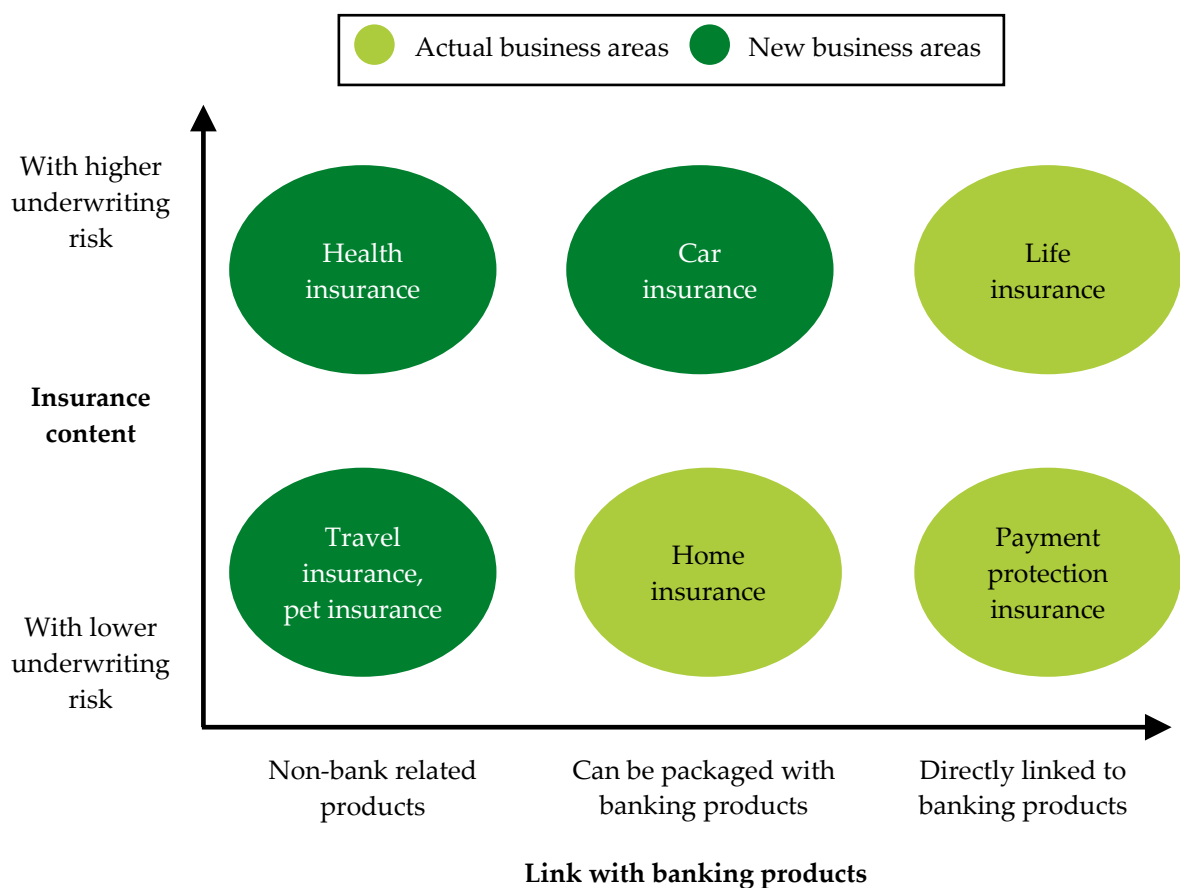 Actual business areas
New business areas
With higher
underwriting
risk
Health
insurance
Car
insurance
Life
insurance
Insurance
content
Travel
insurance,
pet insurance
Home
insurance
Payment
protection
insurance
With lower
underwriting
risk
Non-bank related
products
Can be packaged with
banking products
Directly linked to
banking products
Link with banking products